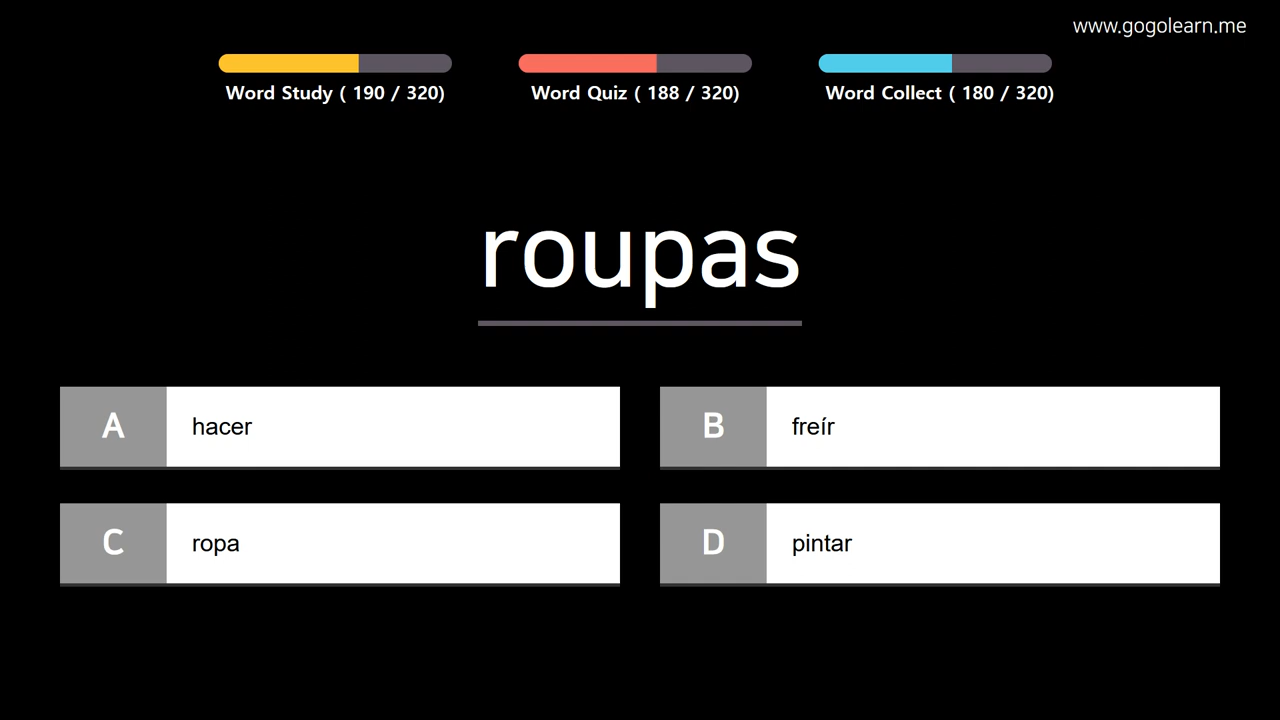 www.gogolearn.me
Word Study ( 190 / 320)
Word Quiz ( 188 / 320)
Word Collect ( 180 / 320)
roupas
A hacer
B freír
C ropa
D pintar